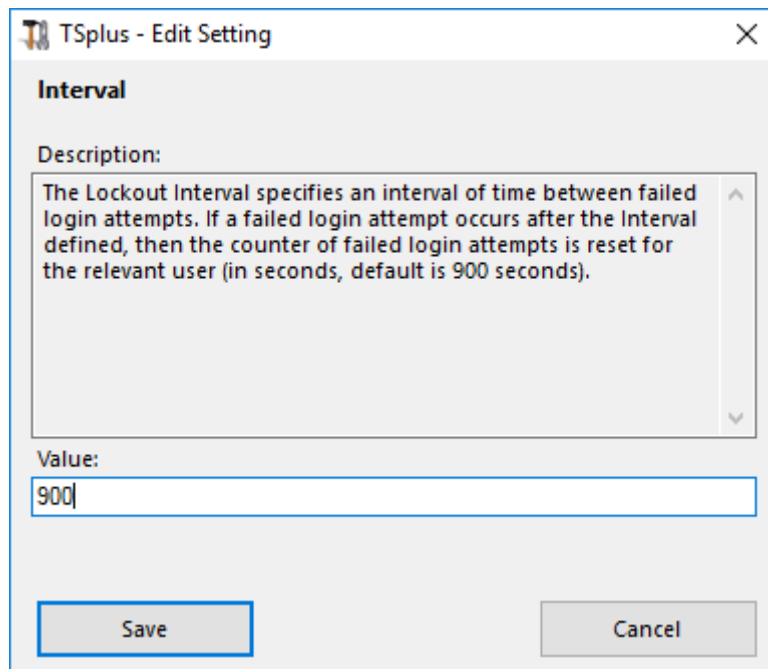 TSplus - Edit Setting
Interval
Description:
The Lockout Interval specifies an interval of time between failed
login attempts. If a failed login attempt occurs after the Interval
defined, then the counter of failed login attempts is reset for
the relevant user (in seconds, default is 900 seconds).
Value:
900
Save
Cancel